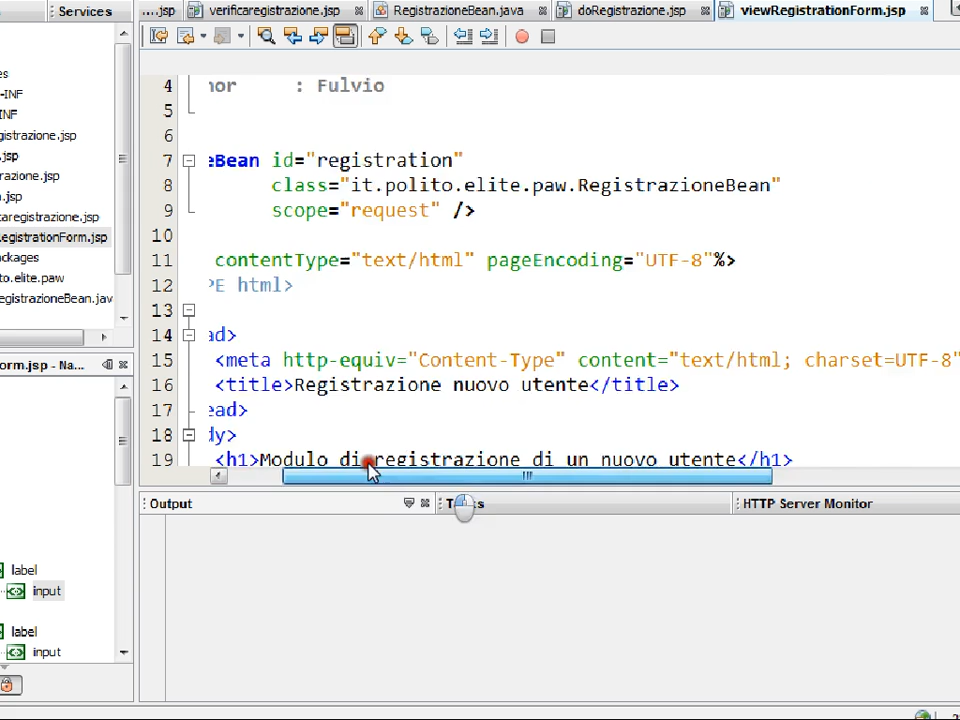 Services
....jsp
verificaregistrazione.jsp
RegistrazioneBean.java
doRegistrazione.jsp
viewRegistrationForm.jsp
4 hor : Fulvio
5
6
7 eBean id="registration"
8 class="it.polito.elite.paw.RegistrazioneBean"
9 scope="request" />
10
11 contentType="text/html" pageEncoding="UTF-8"%>
12 PE html>
13
14 ad>
15 <meta http-equiv="Content-Type" content="text/html; charset=UTF-8"
16 <title>Registrazione nuovo utente</title>
17 ead>
18 dy>
19 <h1>Modulo di registrazione di un nuovo utente</h1>
es
-INF
INF
gistrazione.jsp
.jsp
razione.jsp
n.jsp
caregistrazione.jsp
RegistrationForm.jsp
ckages
to.elite.paw
egistrazioneBean.jav
orm.jsp - Na...
label
input
label
input
Output
HTTP Server Monitor